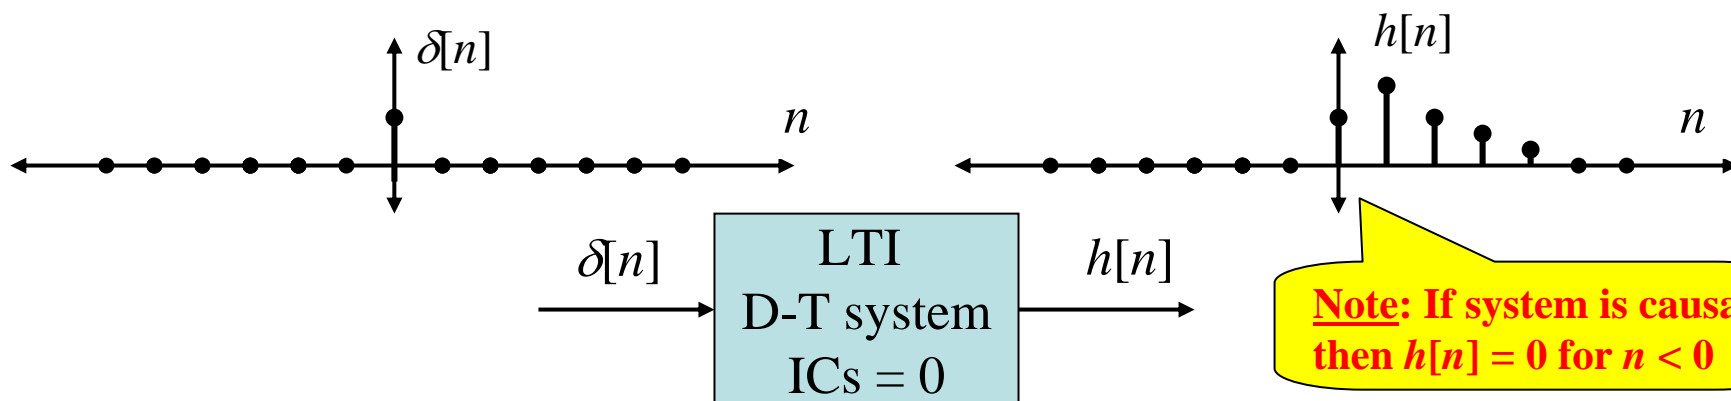 δ[n]
n
h[n]
n
δ[n]
LTI
D-T system
ICs = 0
h[n]
Note: If system is causa
then h[n] = 0 for n < 0